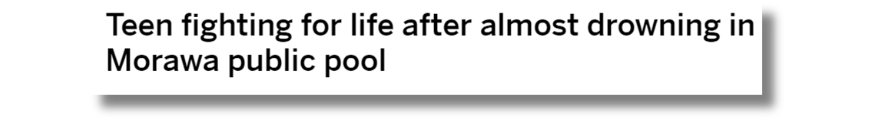 Teen fighting for life after almost drowning in
Morawa public pool